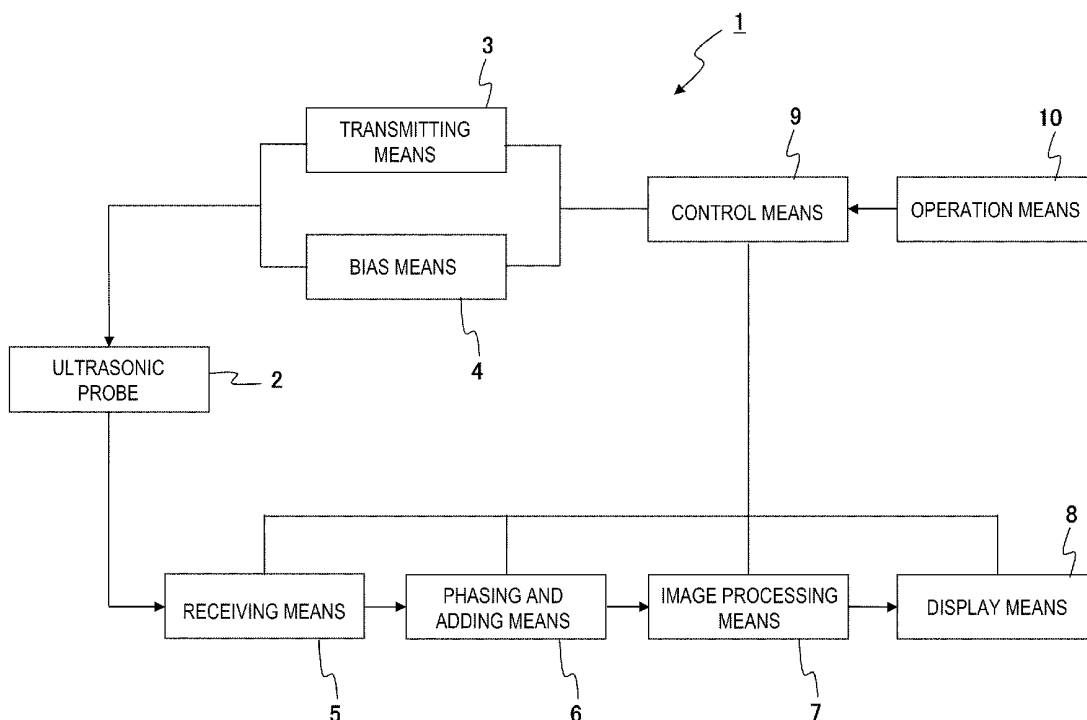 1
3
TRANSMITTING
MEANS
9
CONTROL MEANS
10
OPERATION MEANS
BIAS MEANS
4
ULTRASONIC
PROBE
2
8
RECEIVING MEANS
PHASING AND
ADDING MEANS
IMAGE PROCESSING
MEANS
DISPLAY MEANS
5
6
7